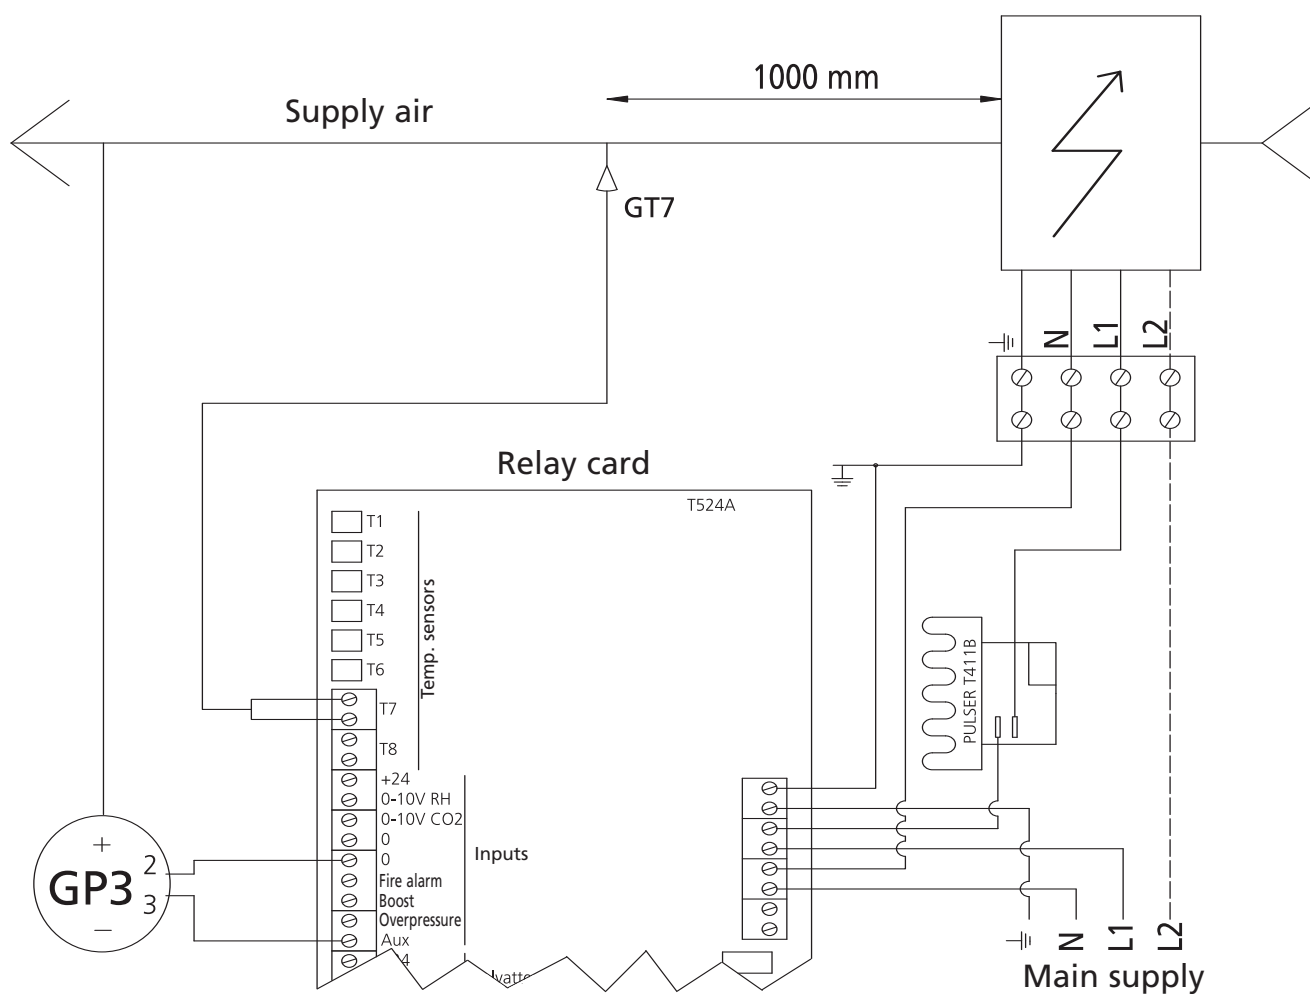 1000 mm
Supply air
GT7
N
L1
L2
Relay card
T524A
T1
T2
T3
T4
T5
T6
T7
T8
Temp. sensors
+24
0-10V RH
0-10V CO2
0
0
Fire alarm
Boost
Overpressure
Aux
Inputs
PULSER T411B
+
GP3
2
3
–
N
L1
L2
Main supply